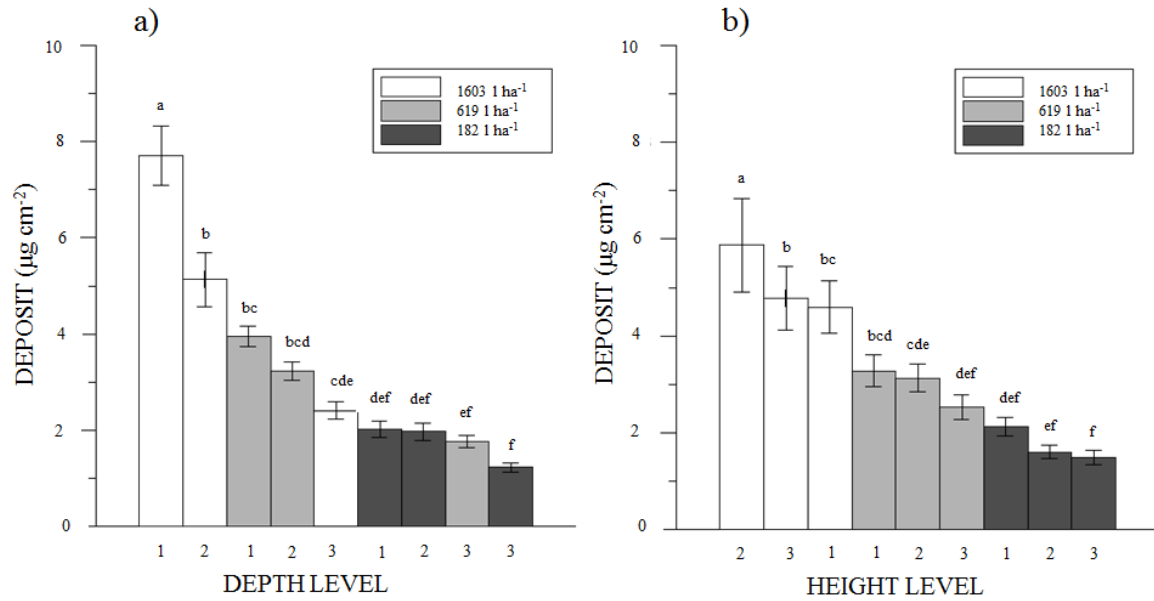 a)
10
8
6
4
2
0
DEPOSIT (µg cm-2)
1603 l ha-1
619 l ha-1
182 l ha-1
a
b
bc
bcd
cde
def
def
ef
f
1 2 1 2 3 1 2 3 3
DEPTH LEVEL
b)
10
8
6
4
2
0
DEPOSIT (µg cm-2)
1603 l ha-1
619 l ha-1
182 l ha-1
a
b
bc
bcd
cde
def
def
ef
f
2 3 1 1 2 3 1 2 3
HEIGHT LEVEL